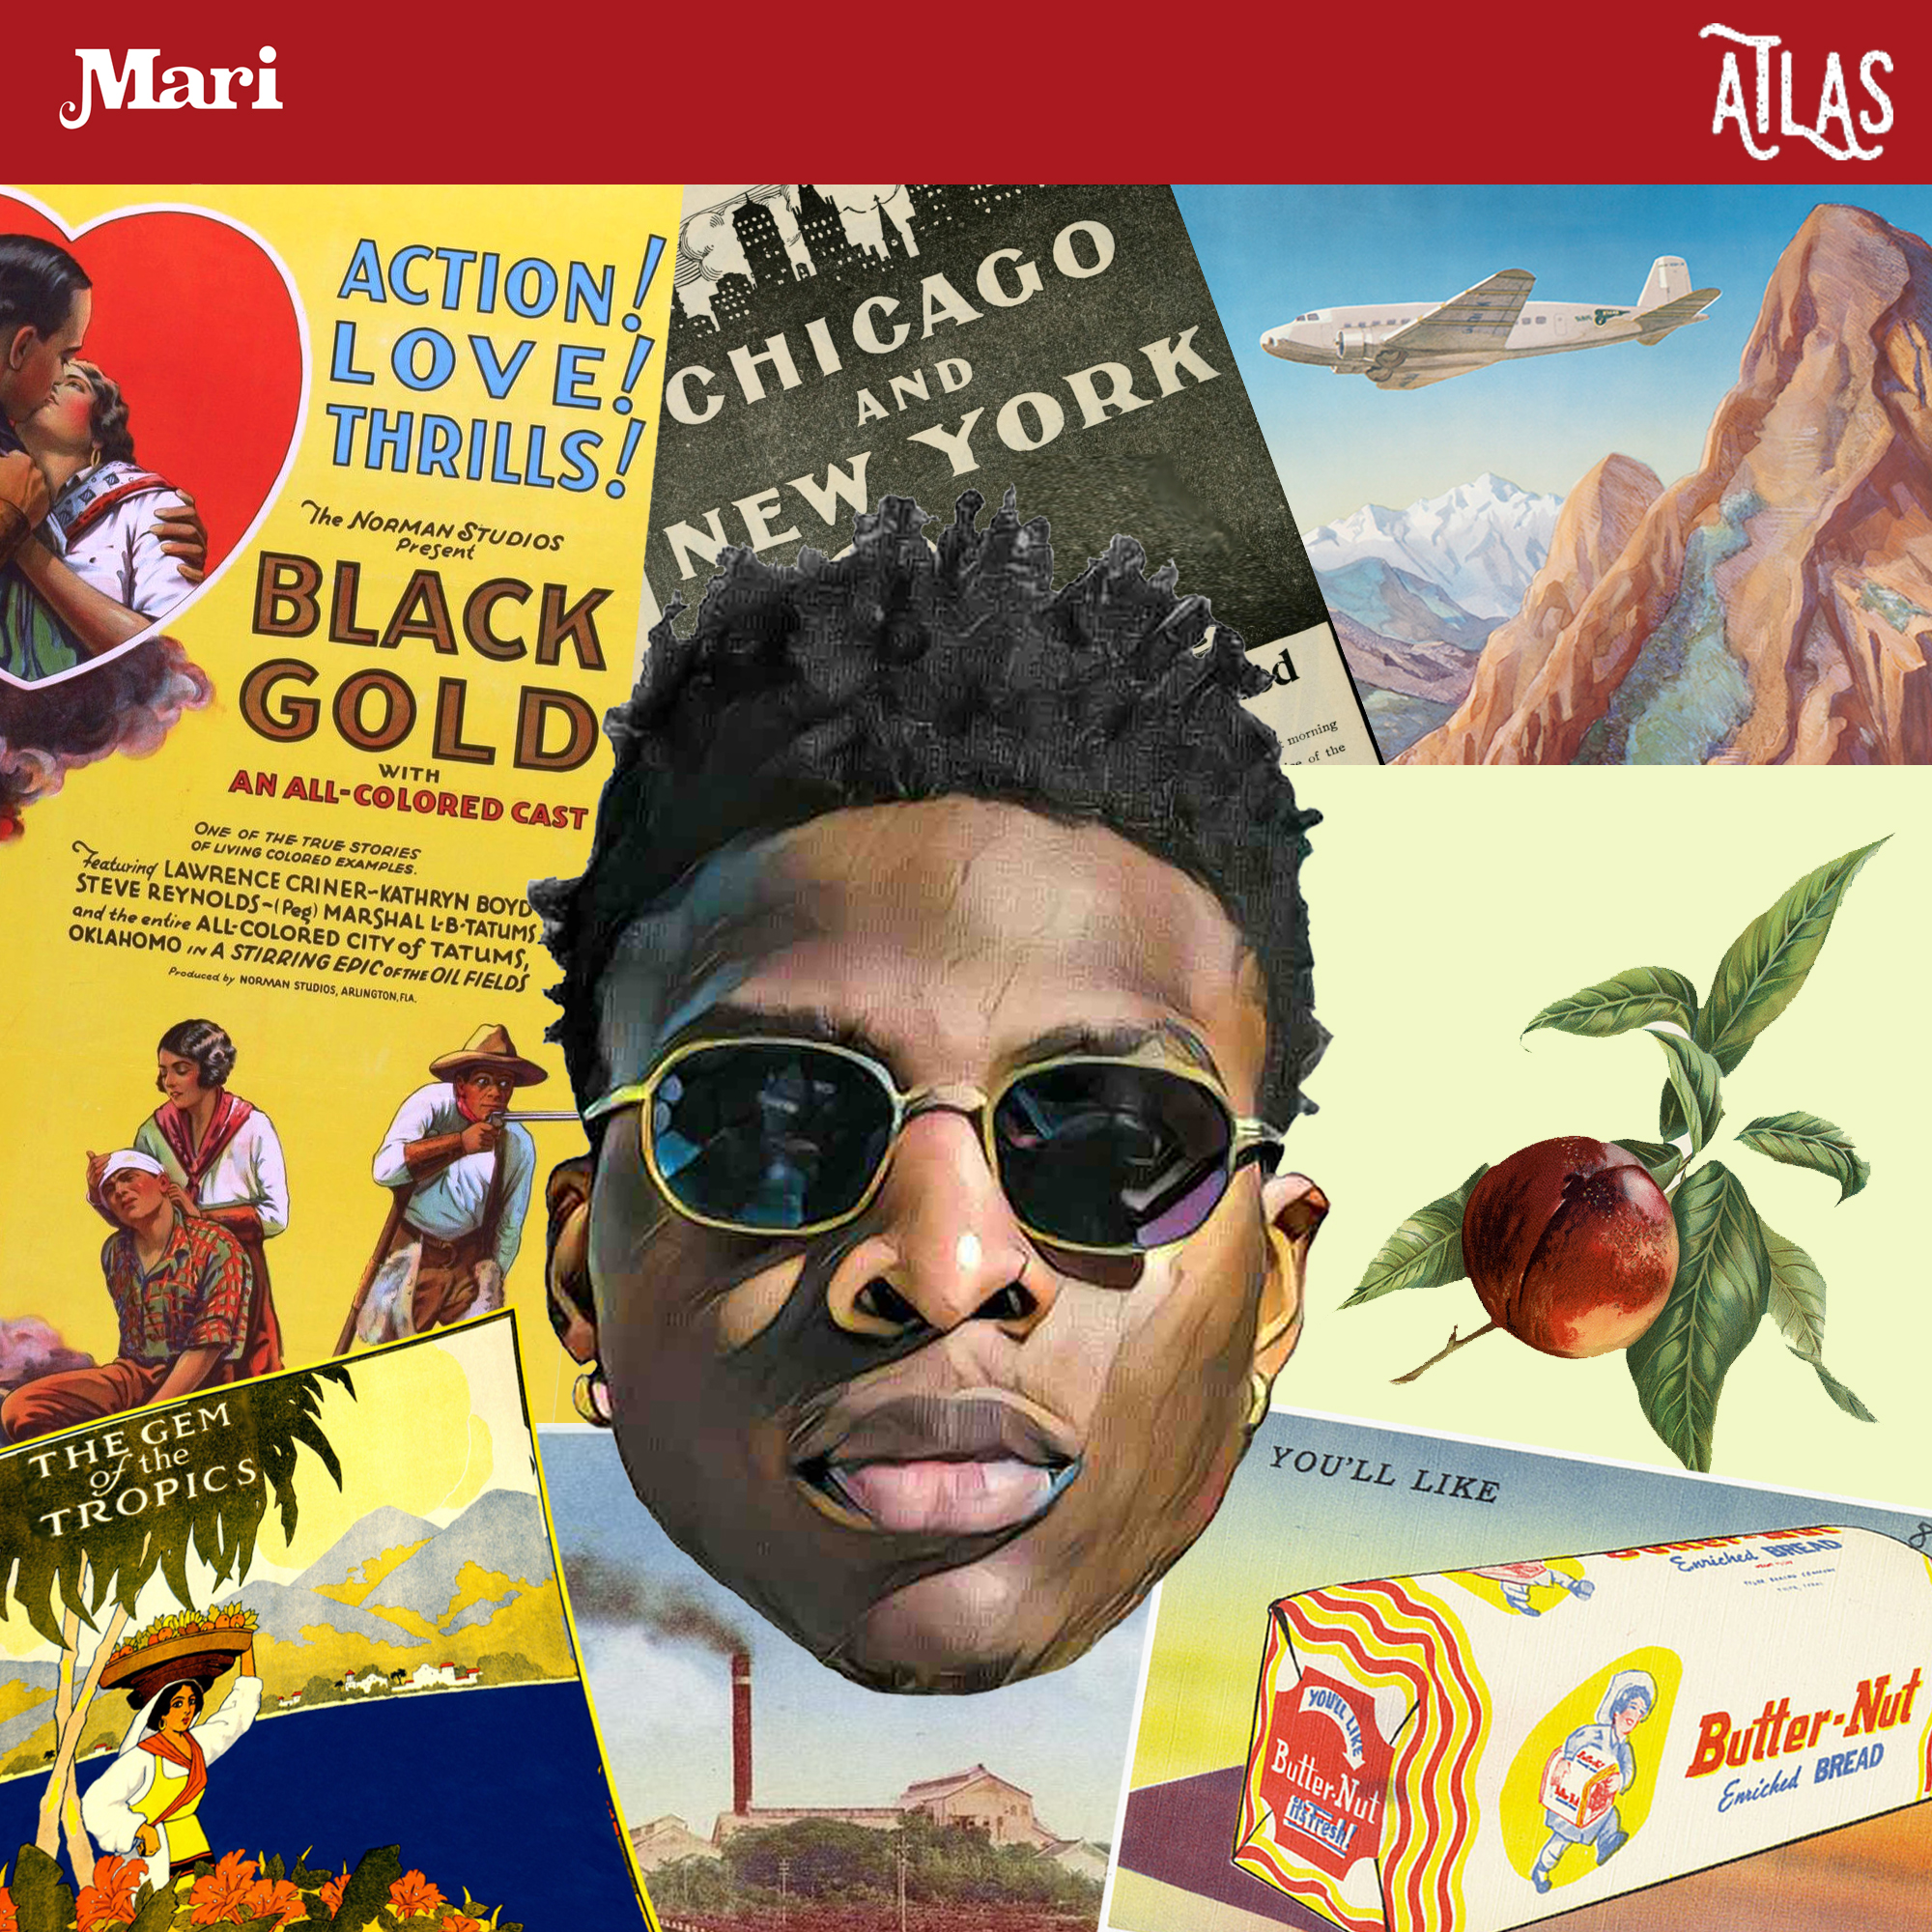 Mari
ATLAS
ACTION!
LOVE!
THRILLS!
The NORMAN STUDIOS
Present
BLACK
GOLD
WITH
AN ALL-COLORED CAST
ONE OF THE TRUE STORIES
OF LIVING COLORED EXAMPLES.
Featuring LAWRENCE CRINER-KATHRYN BOYD
STEVE REYNOLDS-(Peg) MARSHAL L-B-TATUMS
and the entire ALL-COLORED CITY of TATUMS,
OKLAHOMO IN A STIRRING EPIC OF THE OIL FIELDS
Produced by NORMAN STUDIOS, ARLINGTON, FLA.
CHICAGO
AND
NEW YORK
morning
of the
THE GEM
of the
TROPICS
YOU'LL LIKE
Enriched BREAD
YOU'LL LIKE
Butter-Nut
it's fresh!
Butter-Nut
Enriched BREAD